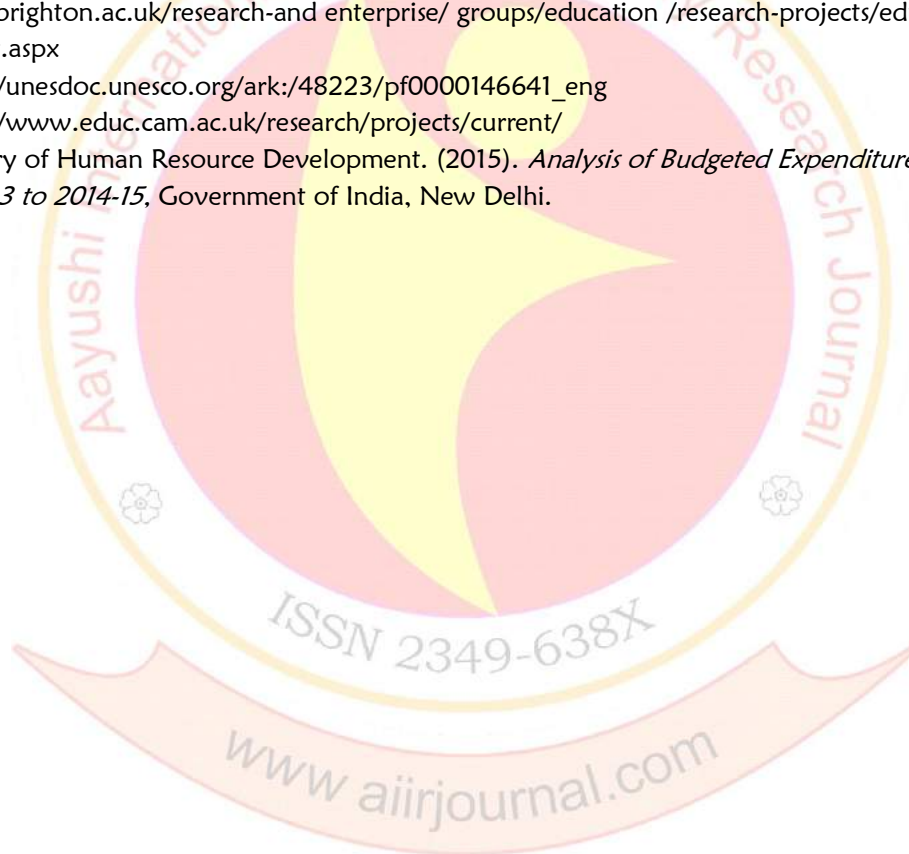 brighton.ac.uk/research-and enterprise/ groups/education /research-projects/ed
.aspx
/unesdoc.unesco.org/ark:/48223/pf0000146641_eng
/www.educ.cam.ac.uk/research/projects/current/
ry of Human Resource Development. (2015). Analysis of Budgeted Expenditure
3 to 2014-15, Government of India, New Delhi.
Aayushi Internation
Research Journal
ISSN 2349-638X
www.aiirjournal.com